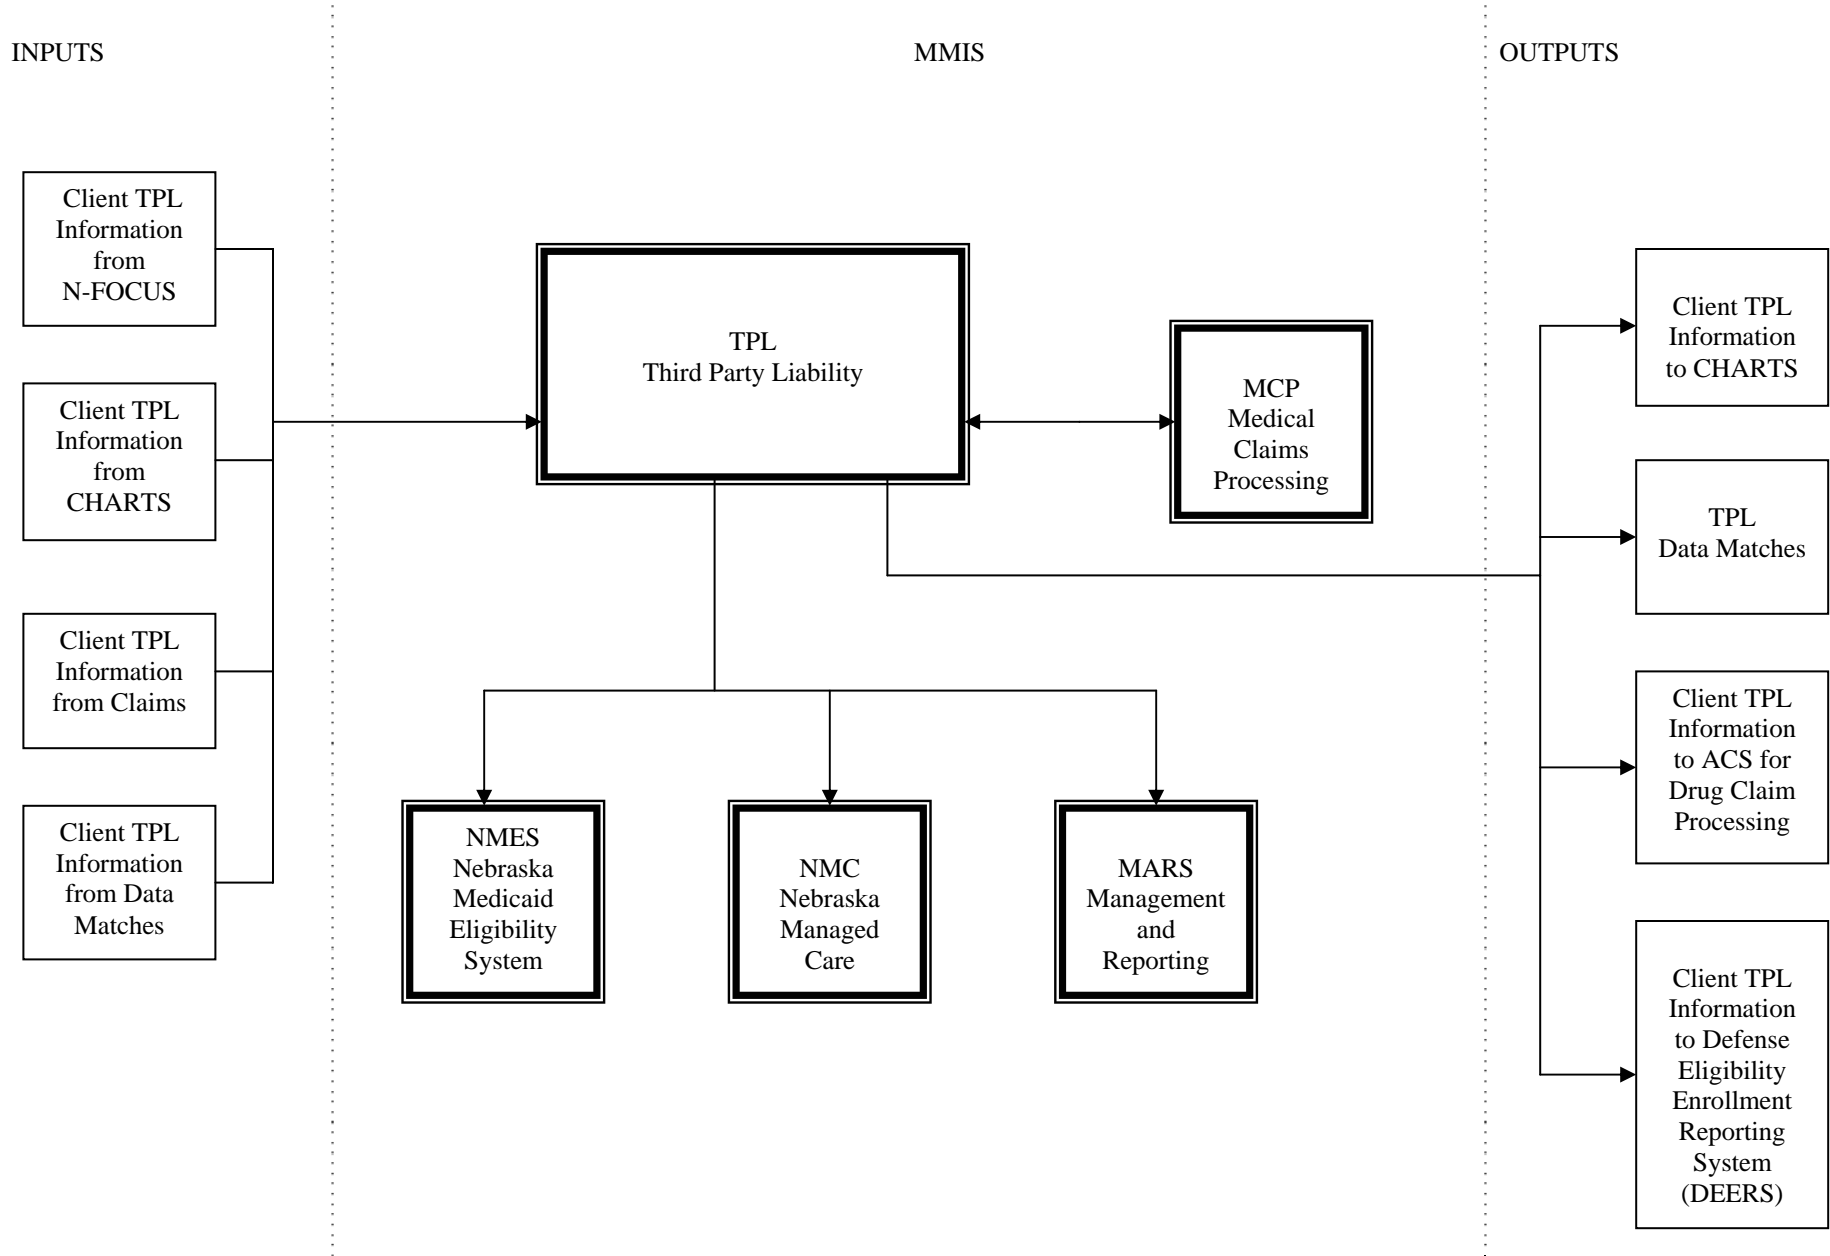 INPUTS
MMIS
OUTPUTS
Client TPL
Information
from
N-FOCUS
Client TPL
Information
from
CHARTS
Client TPL
Information
from Claims
Client TPL
Information
from Data
Matches
TPL
Third Party Liability
MCP
Medical
Claims
Processing
NMES
Nebraska
Medicaid
Eligibility
System
NMC
Nebraska
Managed
Care
MARS
Management
and
Reporting
Client TPL
Information
to CHARTS
TPL
Data Matches
Client TPL
Information
to ACS for
Drug Claim
Processing
Client TPL
Information
to Defense
Eligibility
Enrollment
Reporting
System
(DEERS)